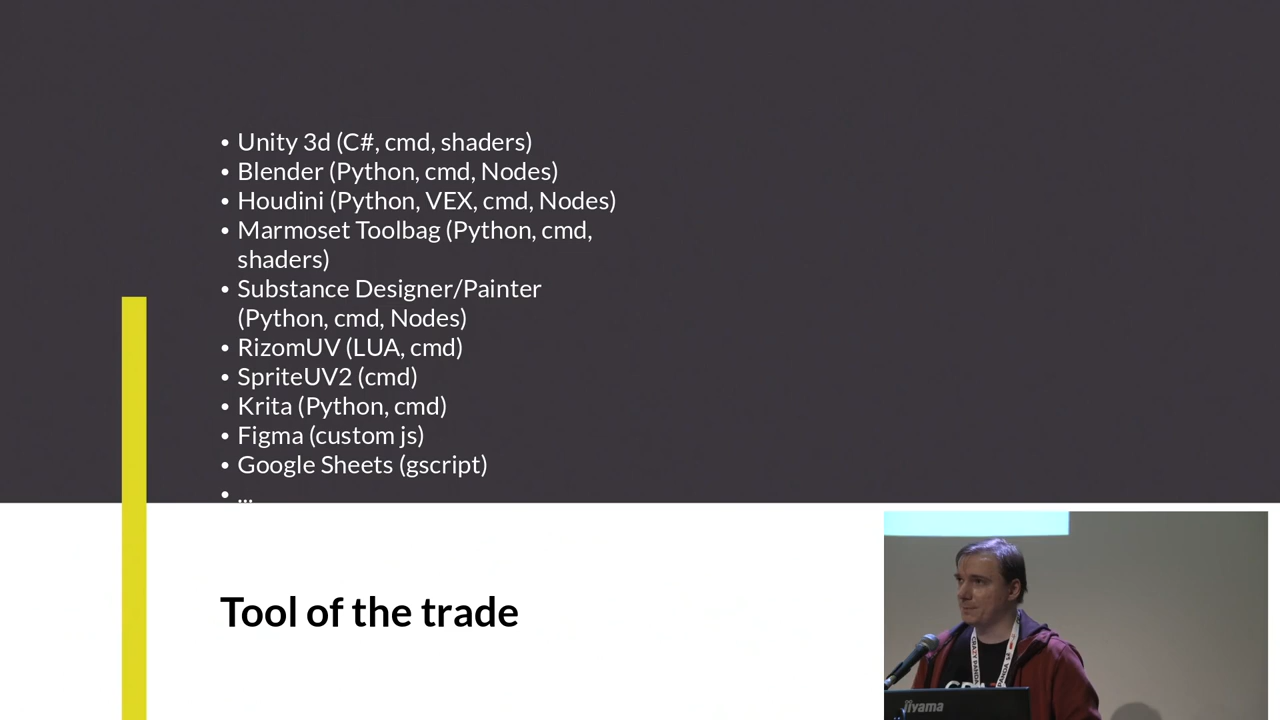 • Unity 3d (C#, cmd, shaders)
• Blender (Python, cmd, Nodes)
• Houdini (Python, VEX, cmd, Nodes)
• Marmoset Toolbag (Python, cmd,
shaders)
• Substance Designer/Painter
(Python, cmd, Nodes)
• RizomUV (LUA, cmd)
• SpriteUV2 (cmd)
• Krita (Python, cmd)
• Figma (custom js)
• Google Sheets (gscript)
• ...
Tool of the trade
iiyama